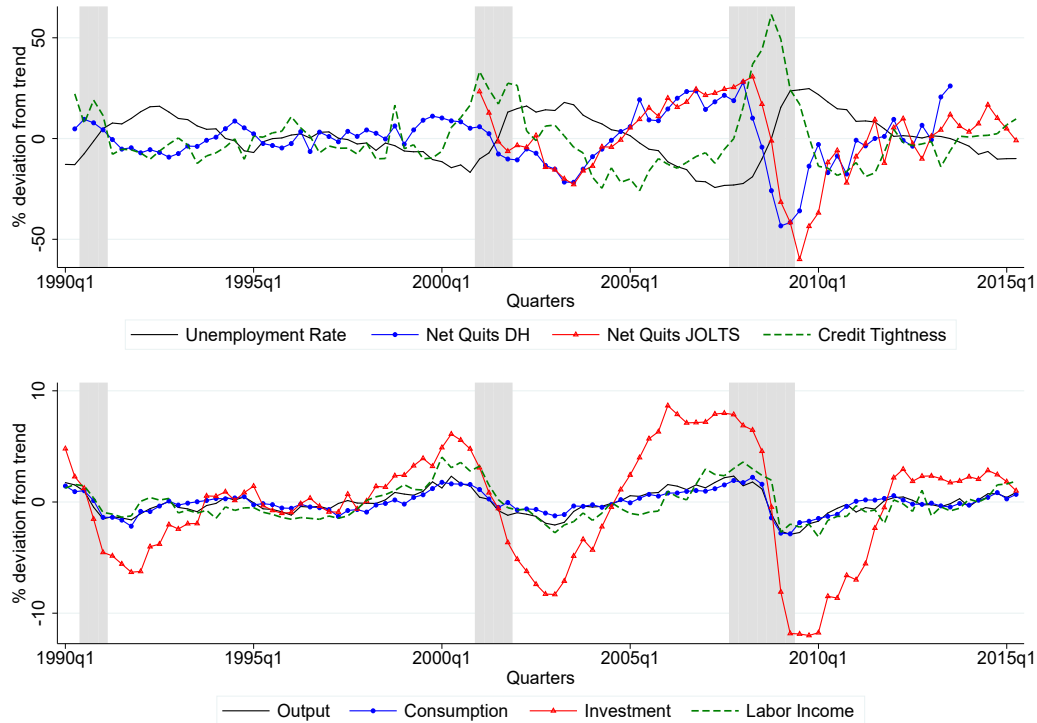 % deviation from trend
50
0
-50
1990q1 1995q1 2000q1 2005q1 2010q1 2015q1
Quarters
Unemployment Rate Net Quits DH Net Quits JOLTS Credit Tightness
% deviation from trend
10
0
-10
1990q1 1995q1 2000q1 2005q1 2010q1 2015q1
Quarters
Output Consumption Investment Labor Income